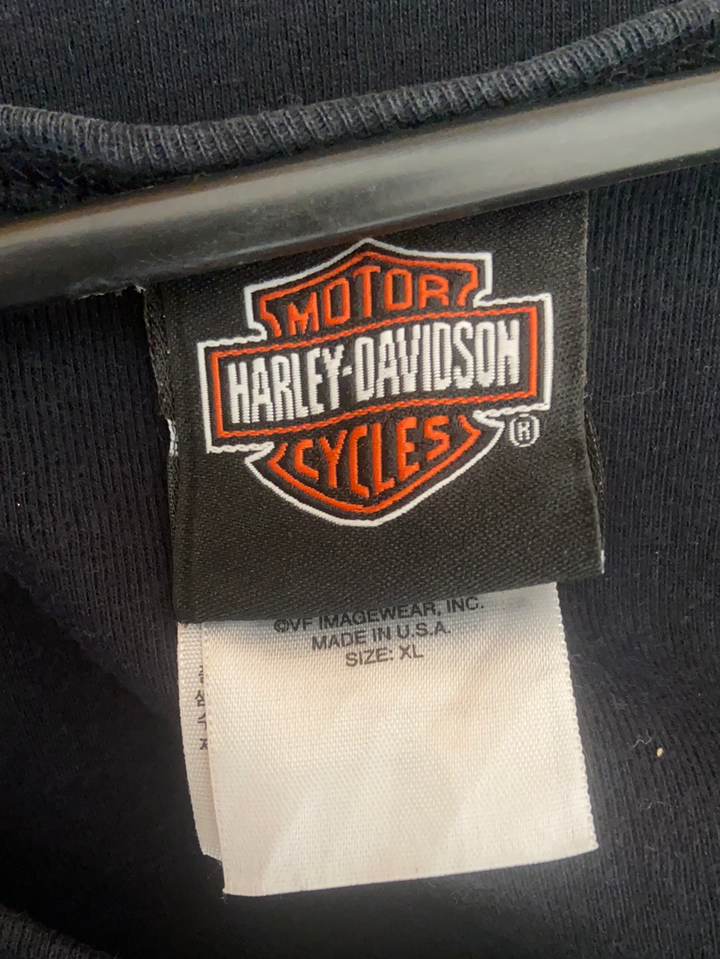 MOTOR
HARLEY-DAVIDSON
CYCLES
®
©VF IMAGEWEAR, INC.
MADE IN U.S.A.
SIZE: XL